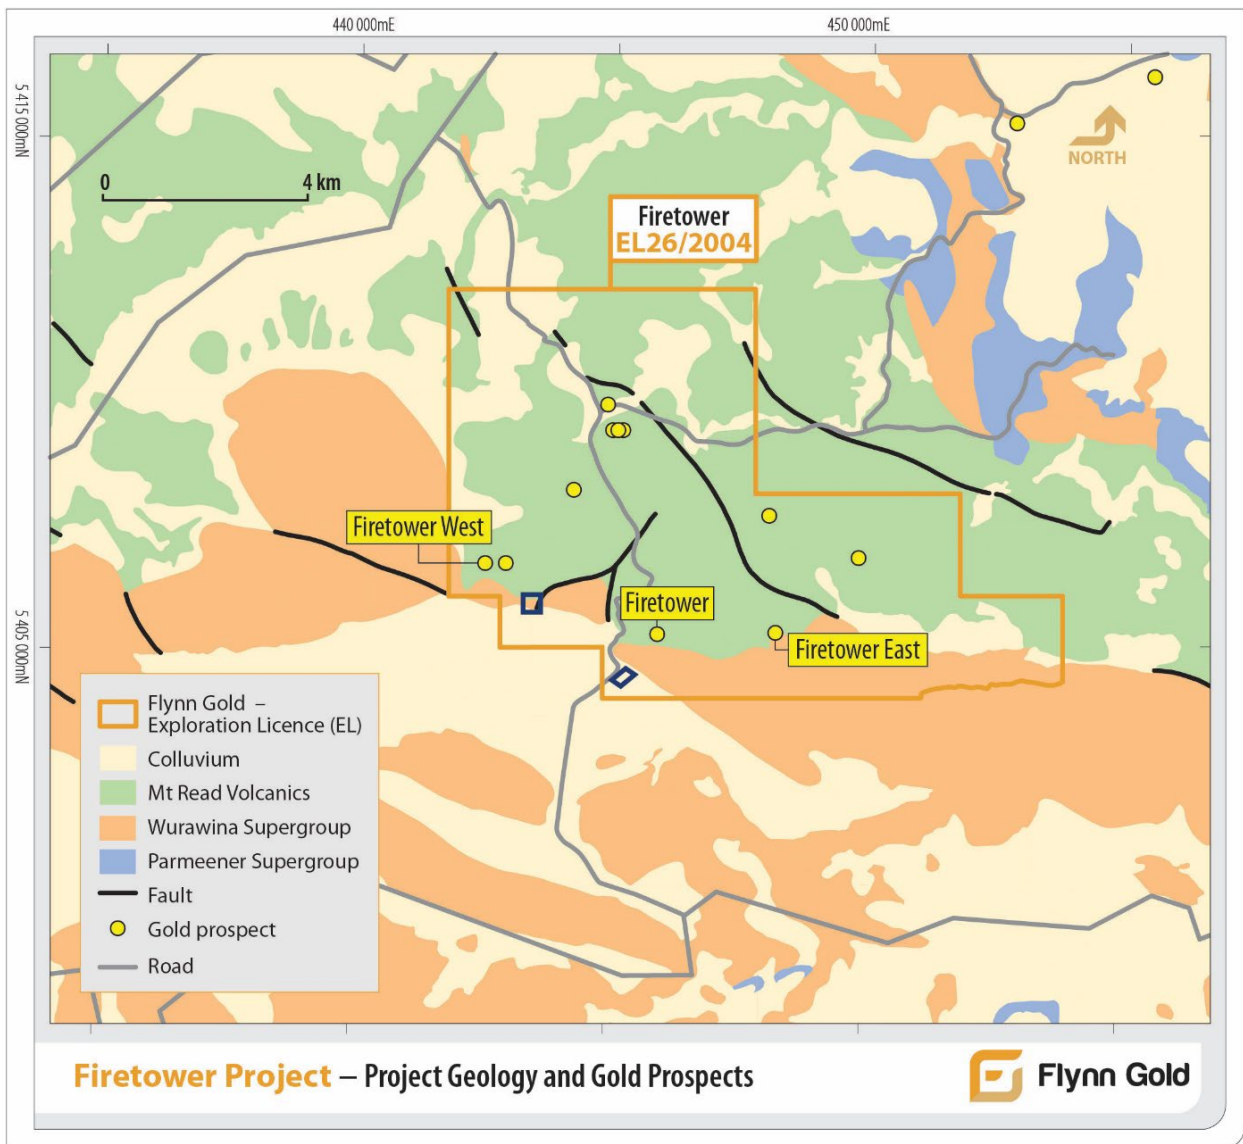 440 000mE
450 000mE
5 415 000mN
NORTH
0
4 km
Firetower
EL26/2004
Firetower West
Firetower
Firetower East
5 405 000mN
Flynn Gold –
Exploration Licence (EL)
Colluvium
Mt Read Volcanics
Wurawina Supergroup
Parmeener Supergroup
Fault
Gold prospect
Road
Firetower Project – Project Geology and Gold Prospects
Flynn Gold